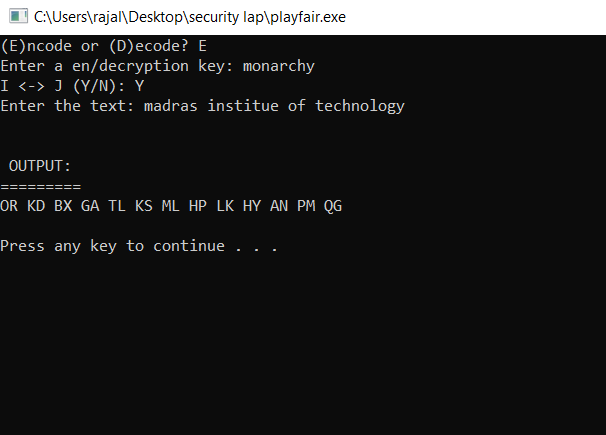 C:\Users\rajal\Desktop\security lap\playfair.exe
(E)ncode or (D)ecode? E
Enter a en/decryption key: monarchy
I <-> J (Y/N): Y
Enter the text: madras institue of technology
OUTPUT:
=========
OR KD BX GA TL KS ML HP LK HY AN PM QG
Press any key to continue . . .